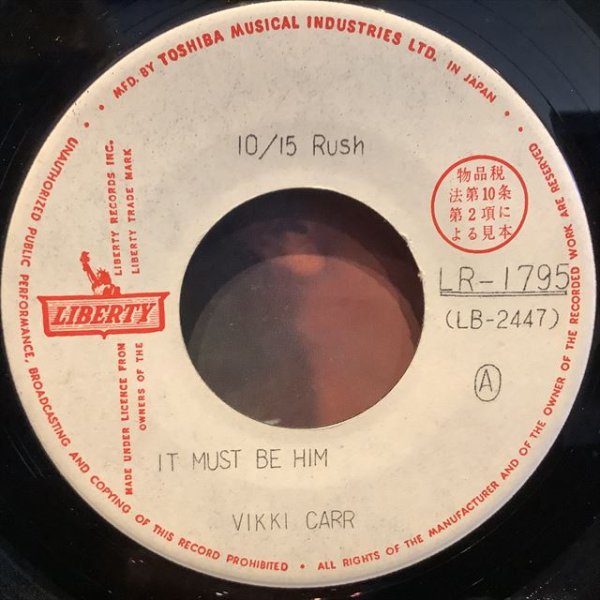 • MFD. BY TOSHIBA MUSICAL INDUSTRIES LTD. IN JAPAN •
UNAUTHORIZED PUBLIC PERFORMANCE, BROADCASTING AND COPYING OF THIS RECORD PROHIBITED • ALL RIGHTS OF THE MANUFACTURER AND OF THE OWNER OF THE RECORDED WORK ARE RESERVED
10/15 Rush
LIBERTY RECORDS INC.
LIBERTY TRADE MARK
LIBERTY
MADE UNDER LICENCE FROM
OWNERS OF THE
物品税
法第10条
第2項に
よる見本
LR-1795
(LB-2447)
A
IT MUST BE HIM
VIKKI CARR